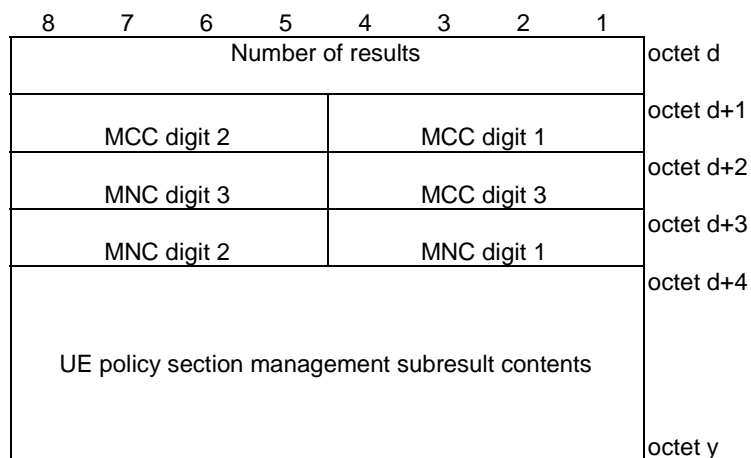 8 7 6 5 4 3 2 1
Number of results octet d
octet d+1
MCC digit 2 MCC digit 1
octet d+2
MNC digit 3 MCC digit 3
octet d+3
MNC digit 2 MNC digit 1
octet d+4
UE policy section management subresult contents
octet y